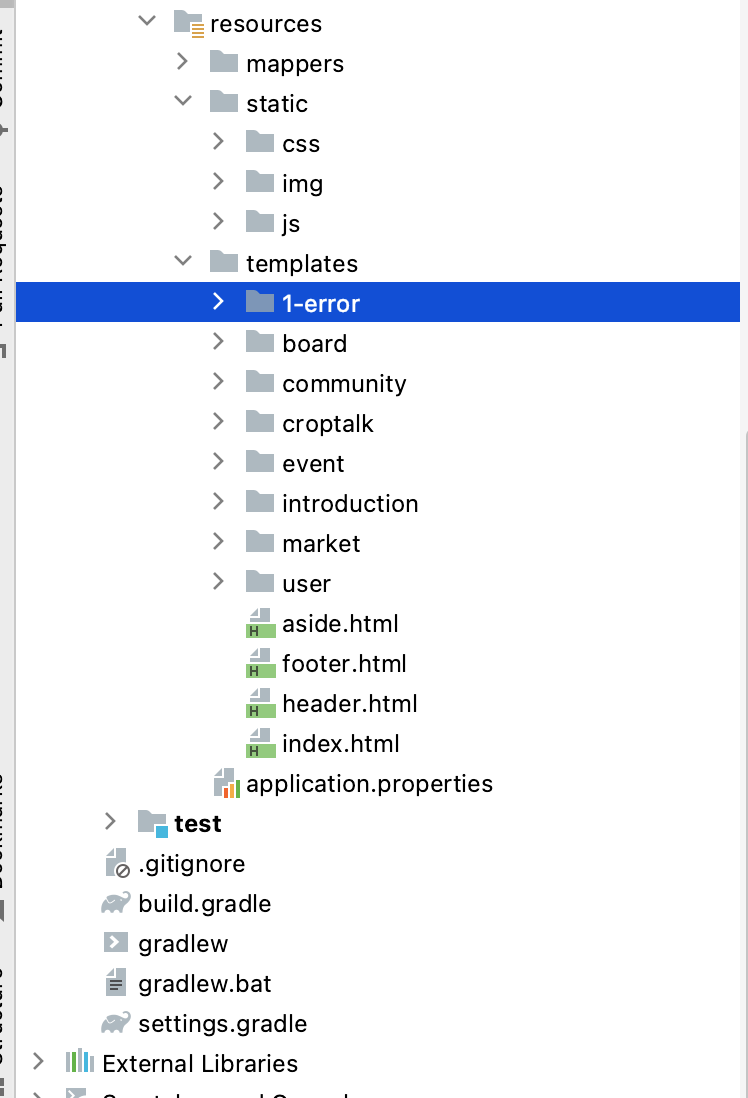 resources
mappers
static
css
img
js
templates
1-error
board
community
croptalk
event
introduction
market
user
aside.html
footer.html
header.html
index.html
application.properties
test
.gitignore
build.gradle
gradlew
gradlew.bat
settings.gradle
External Libraries